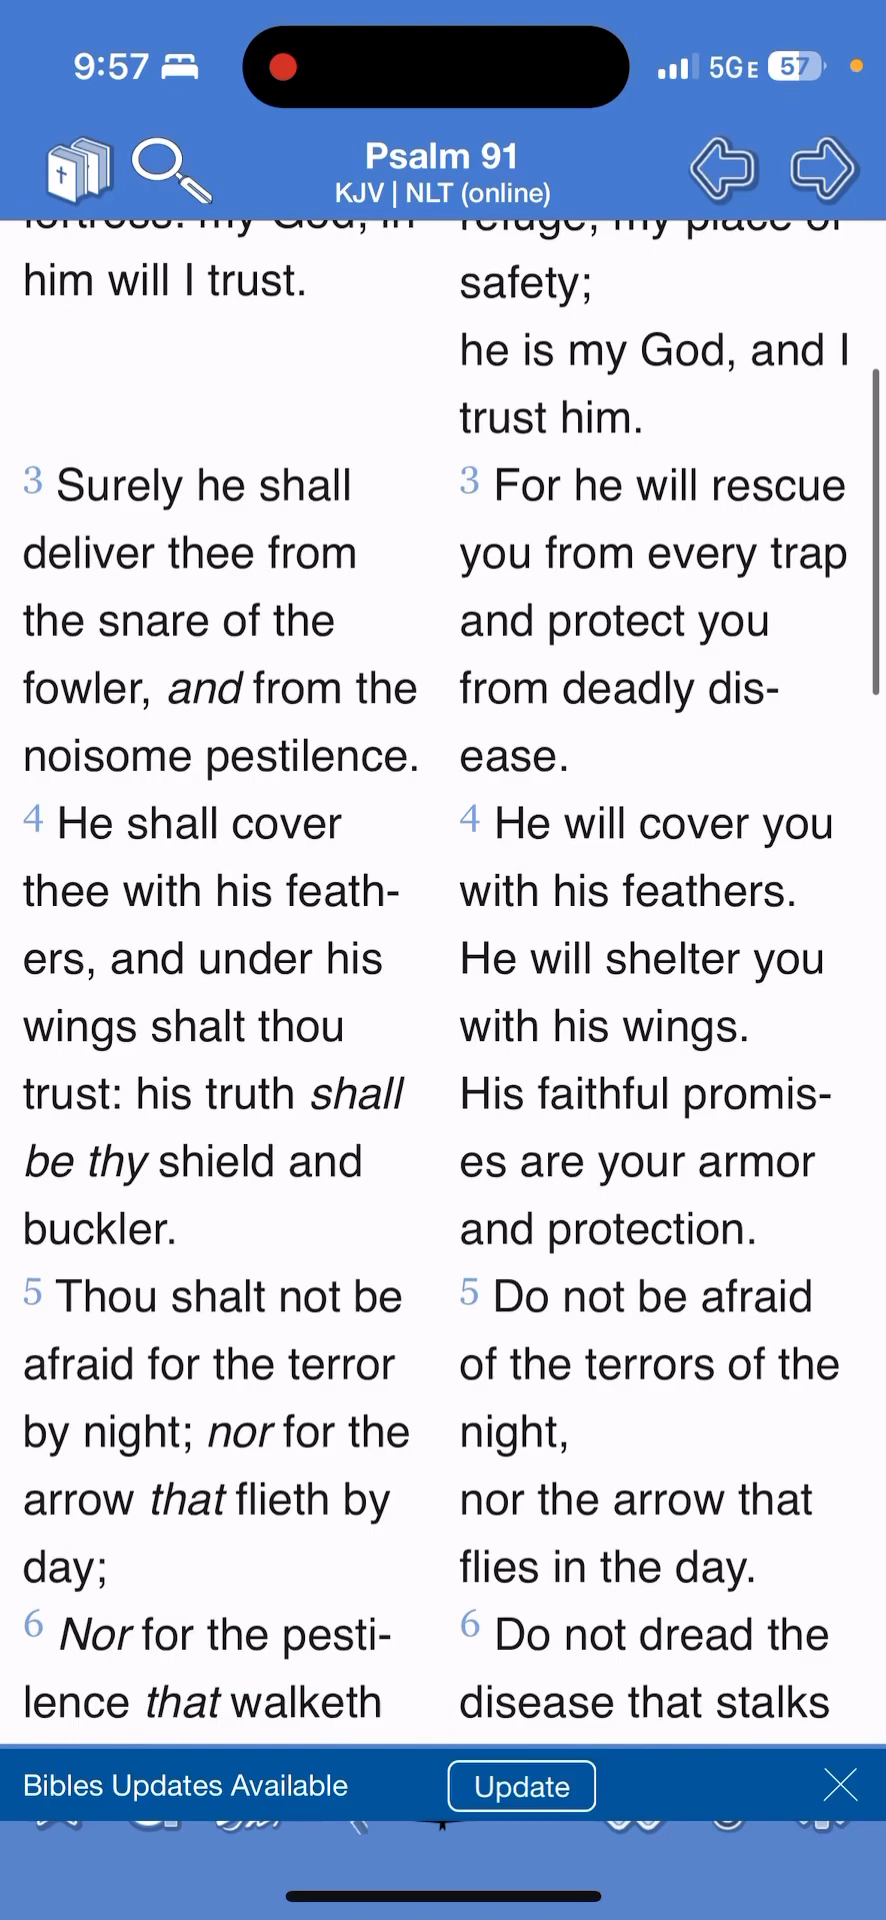 9:57
5GE 57
Psalm 91
KJV | NLT (online)
fortress: my God; in
him will I trust.
3 Surely he shall
deliver thee from
the snare of the
fowler, and from the
noisome pestilence.
4 He shall cover
thee with his feath-
ers, and under his
wings shalt thou
trust: his truth shall
be thy shield and
buckler.
5 Thou shalt not be
afraid for the terror
by night; nor for the
arrow that flieth by
day;
6 Nor for the pesti-
lence that walketh
refuge, my place of
safety;
he is my God, and I
trust him.
3 For he will rescue
you from every trap
and protect you
from deadly dis-
ease.
4 He will cover you
with his feathers.
He will shelter you
with his wings.
His faithful promis-
es are your armor
and protection.
5 Do not be afraid
of the terrors of the
night,
nor the arrow that
flies in the day.
6 Do not dread the
disease that stalks
Bibles Updates Available
Update